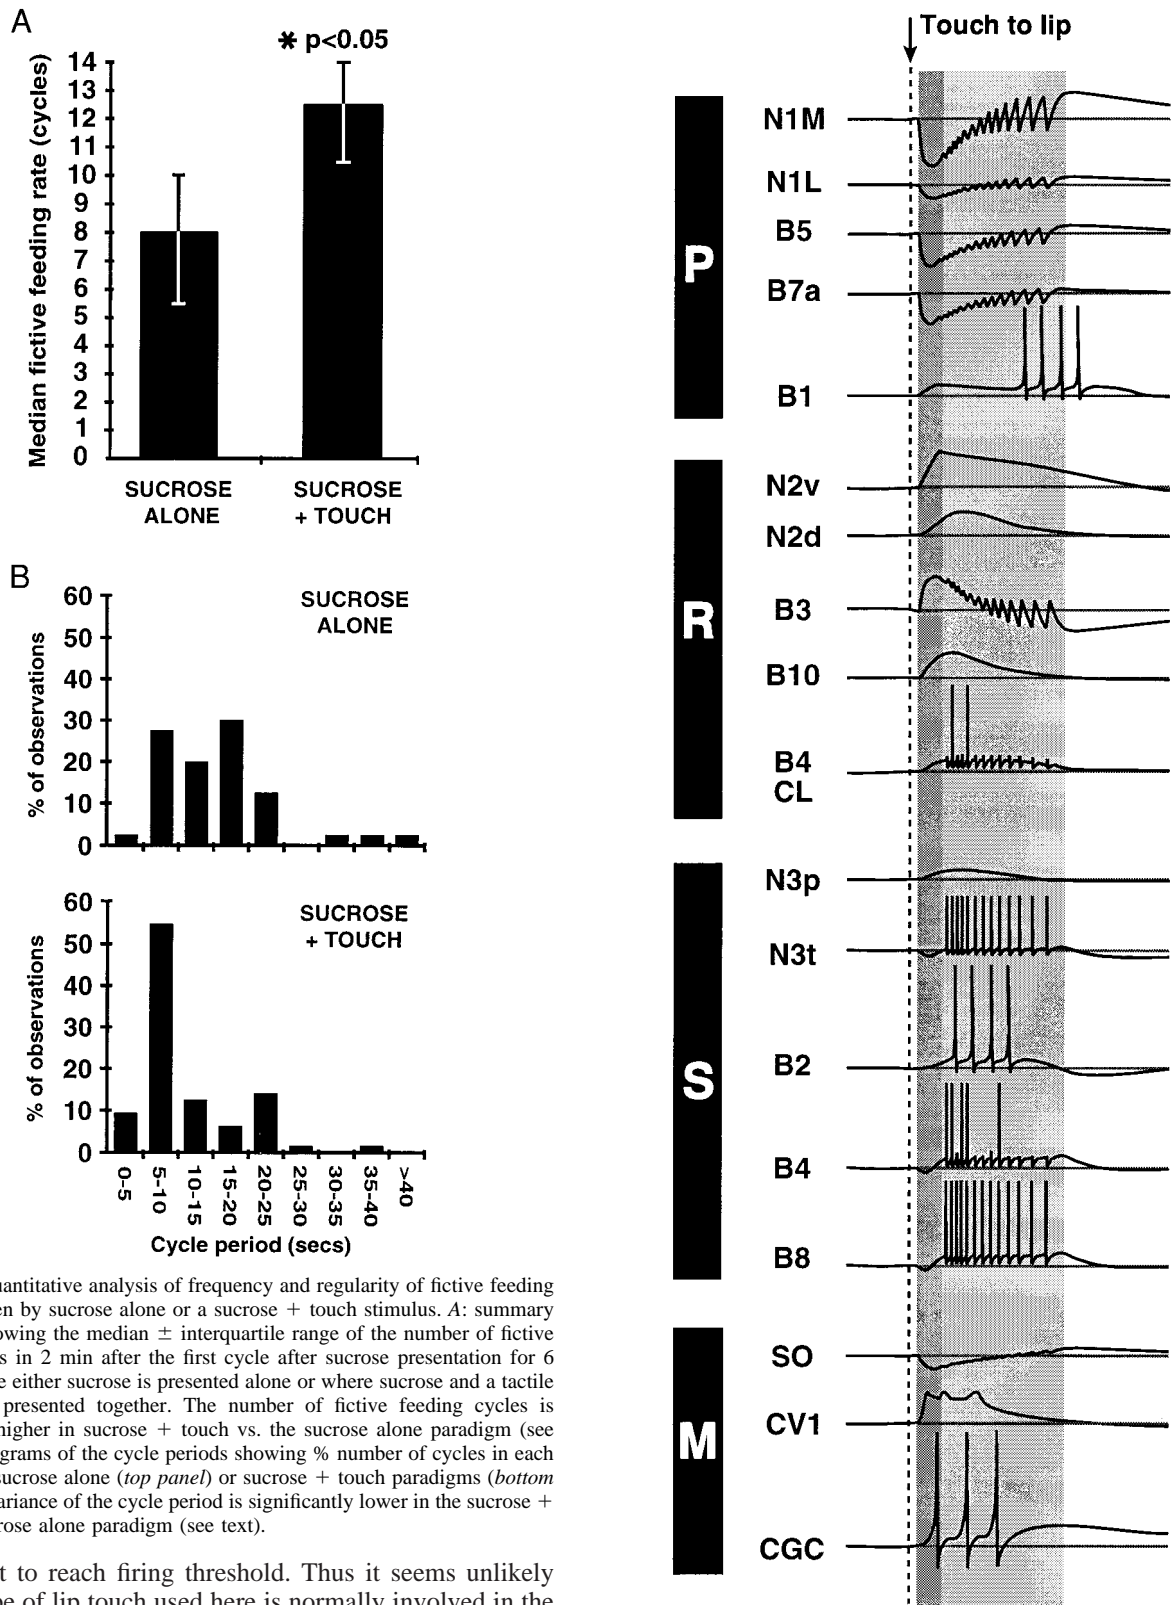 A
* p<0.05
Median fictive feeding rate (cycles)
14
13
12
11
10
9
8
7
6
5
4
3
2
1
0
SUCROSE
ALONE
SUCROSE
+ TOUCH
B
SUCROSE
ALONE
% of observations
60
50
40
30
20
10
0
SUCROSE
+ TOUCH
% of observations
60
50
40
30
20
10
0
0-5
5-10
10-15
15-20
20-25
25-30
30-35
35-40
>40
Cycle period (secs)
uantitative analysis of frequency and regularity of fictive feeding
en by sucrose alone or a sucrose + touch stimulus. A: summary
owing the median ± interquartile range of the number of fictive
s in 2 min after the first cycle after sucrose presentation for 6
e either sucrose is presented alone or where sucrose and a tactile
presented together. The number of fictive feeding cycles is
higher in sucrose + touch vs. the sucrose alone paradigm (see
grams of the cycle periods showing % number of cycles in each
sucrose alone (top panel) or sucrose + touch paradigms (bottom
ariance of the cycle period is significantly lower in the sucrose +
rose alone paradigm (see text).
t to reach firing threshold. Thus it seems unlikely
pe of lip touch used here is normally involved in the
Touch to lip
P
N1M
N1L
B5
B7a
B1
R
N2v
N2d
B3
B10
B4
CL
S
N3p
N3t
B2
B4
B8
M
SO
CV1
CGC